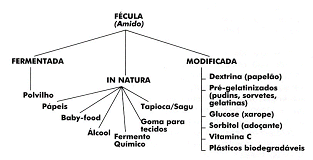 FÉCULA
(Amido)
FERMENTADA
IN NATURA
MODIFICADA
Polvilho
Pápeis
Baby-food
Álcool
Fermento
Químico
Goma para
tecidos
Tapioca/Sagu
Dextrina (papelão)
Pré-gelatinizados
(pudins, sorvetes,
gelatinas)
Glucose (xarope)
Sorbitol (adoçante)
Vitamina C
Plásticos biodegradáveis